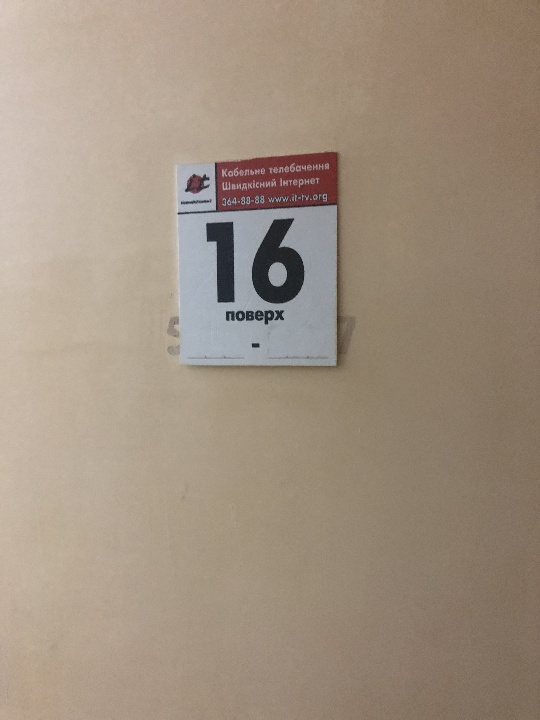 Кабельне телебачення
Швидкісний Інтернет
364-88-88 www.it-tv.org
16
поверх
-